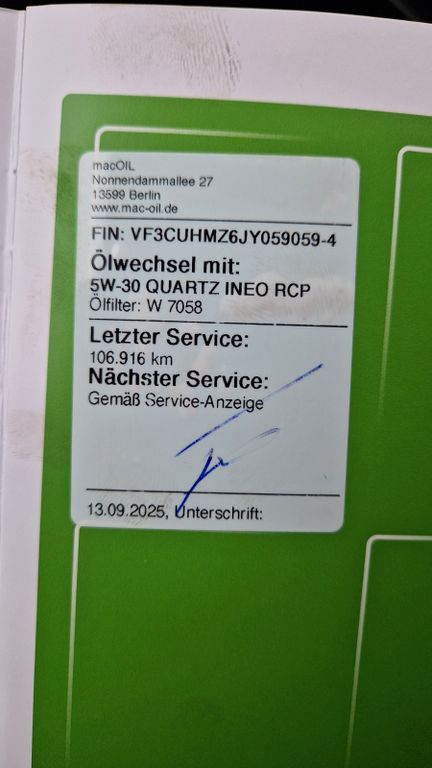 macOIL
Nonnendammallee 27
13599 Berlin
www.mac-oil.de
FIN: VF3CUHMZ6JY059059-4
Ölwechsel mit:
5W-30 QUARTZ INEO RCP
Ölfilter: W 7058
Letzter Service:
106.916 km
Nächster Service:
Gemäß Service-Anzeige
13.09.2025, Unterschrift: